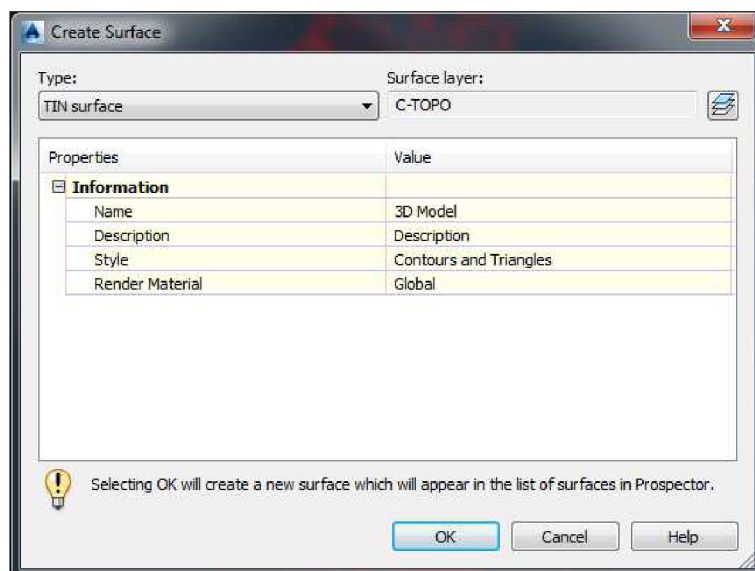 Create Surface
Type: Surface layer:
TIN surface C-TOPO
Properties Value
Information
Name 3D Model
Description Description
Style Contours and Triangles
Render Material Global
Selecting OK will create a new surface which will appear in the list of surfaces in Prospector.
OK Cancel Help